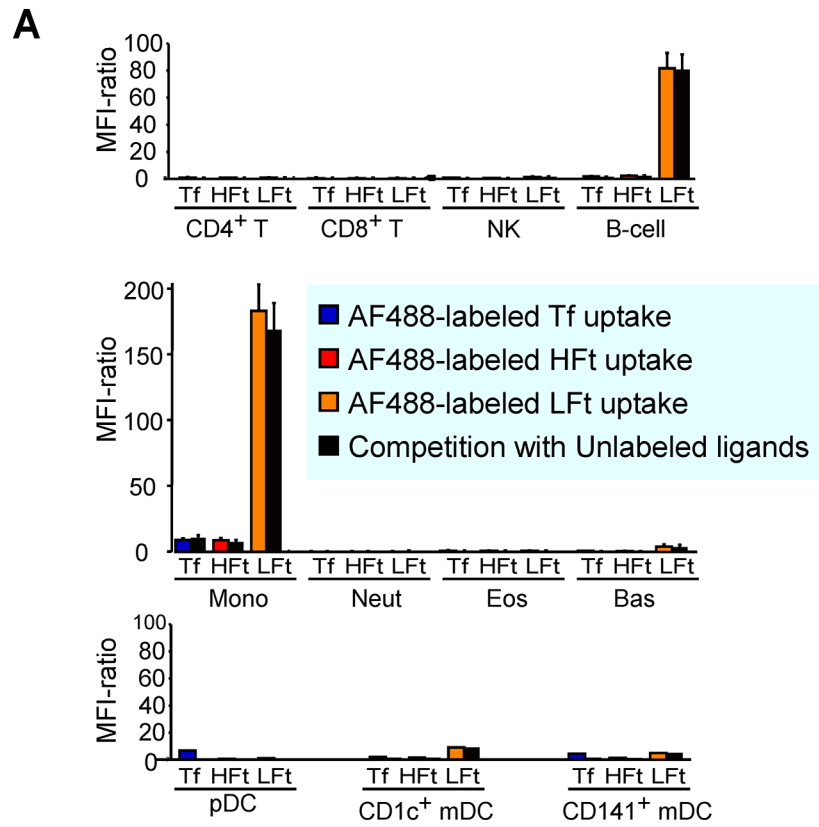 A
MFI-ratio
100
80
60
40
20
0
Tf HFt LFt Tf HFt LFt Tf HFt LFt Tf HFt LFt
CD4+ T CD8+ T NK B-cell
MFI-ratio
200
150
100
50
0
AF488-labeled Tf uptake
AF488-labeled HFt uptake
AF488-labeled LFt uptake
Competition with Unlabeled ligands
Tf HFt LFt Tf HFt LFt Tf HFt LFt Tf HFt LFt
Mono Neut Eos Bas
MFI-ratio
100
80
60
40
20
0
Tf HFt LFt Tf HFt LFt Tf HFt LFt
pDC CD1c+ mDC CD141+ mDC